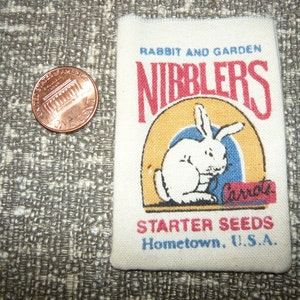 RABBIT AND GARDEN
NIBBLERS
Carrots
STARTER SEEDS
Hometown, U.S.A.